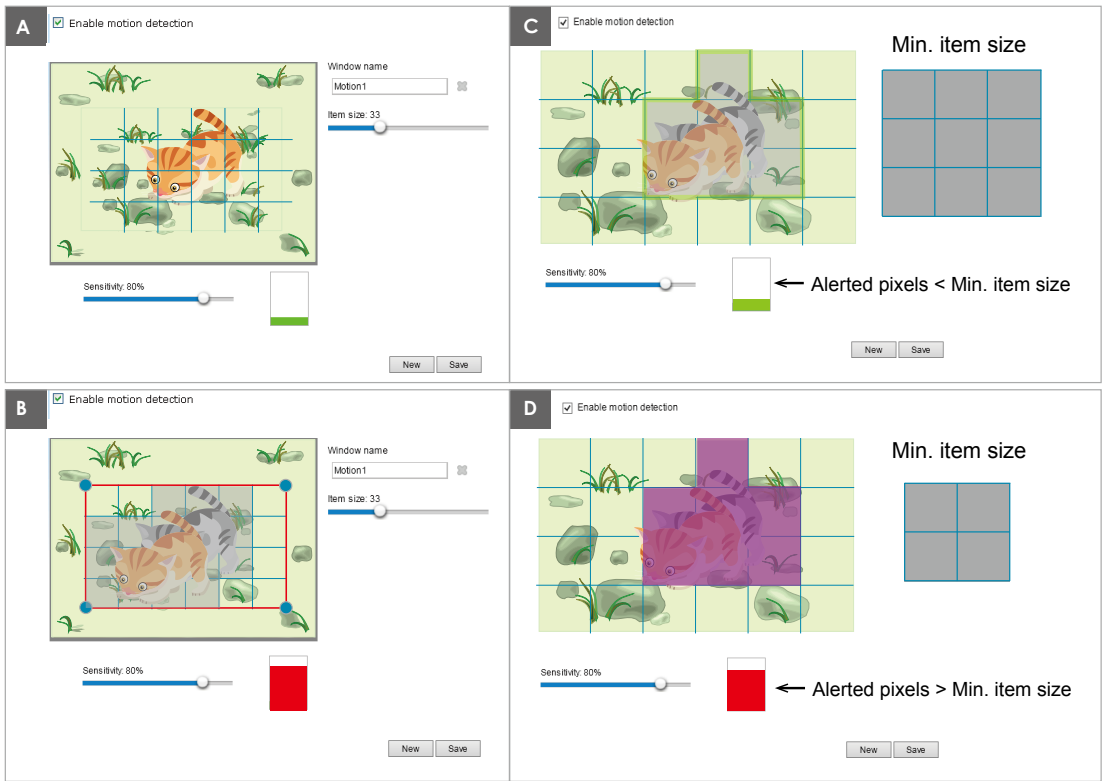 A
Enable motion detection
Window name
Motion1
Item size: 33
Sensitivity: 80%
New Save
B
Enable motion detection
Window name
Motion1
Item size: 33
Sensitivity: 80%
New Save
C
Enable motion detection
Min. item size
Sensitivity: 80%
Alerted pixels < Min. item size
New Save
D
Enable motion detection
Min. item size
Sensitivity: 80%
Alerted pixels > Min. item size
New Save